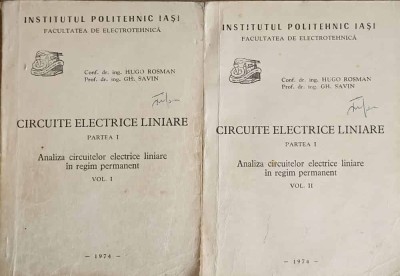 INSTITUTUL POLITEHNIC IAŞI
FACULTATEA DE ELECTROTEHNICĂ
Conf. dr. ing. HUGO ROSMAN
Prof. dr. ing. GH. SAVIN
CIRCUITE ELECTRICE LINIARE
PARTEA I
Analiza circuitelor electrice liniare
în regim permanent
VOL. I
— 1974 —
INSTITUTUL POLITEHNIC IAŞI
FACULTATEA DE ELECTROTEHNICĂ
Conf. dr. ing. HUGO ROSMAN
Prof. dr. ing. GH. SAVIN
CIRCUITE ELECTRICE LINIARE
PARTEA I
Analiza circuitelor electrice liniare
în regim permanent
VOL. II
— 1974 —